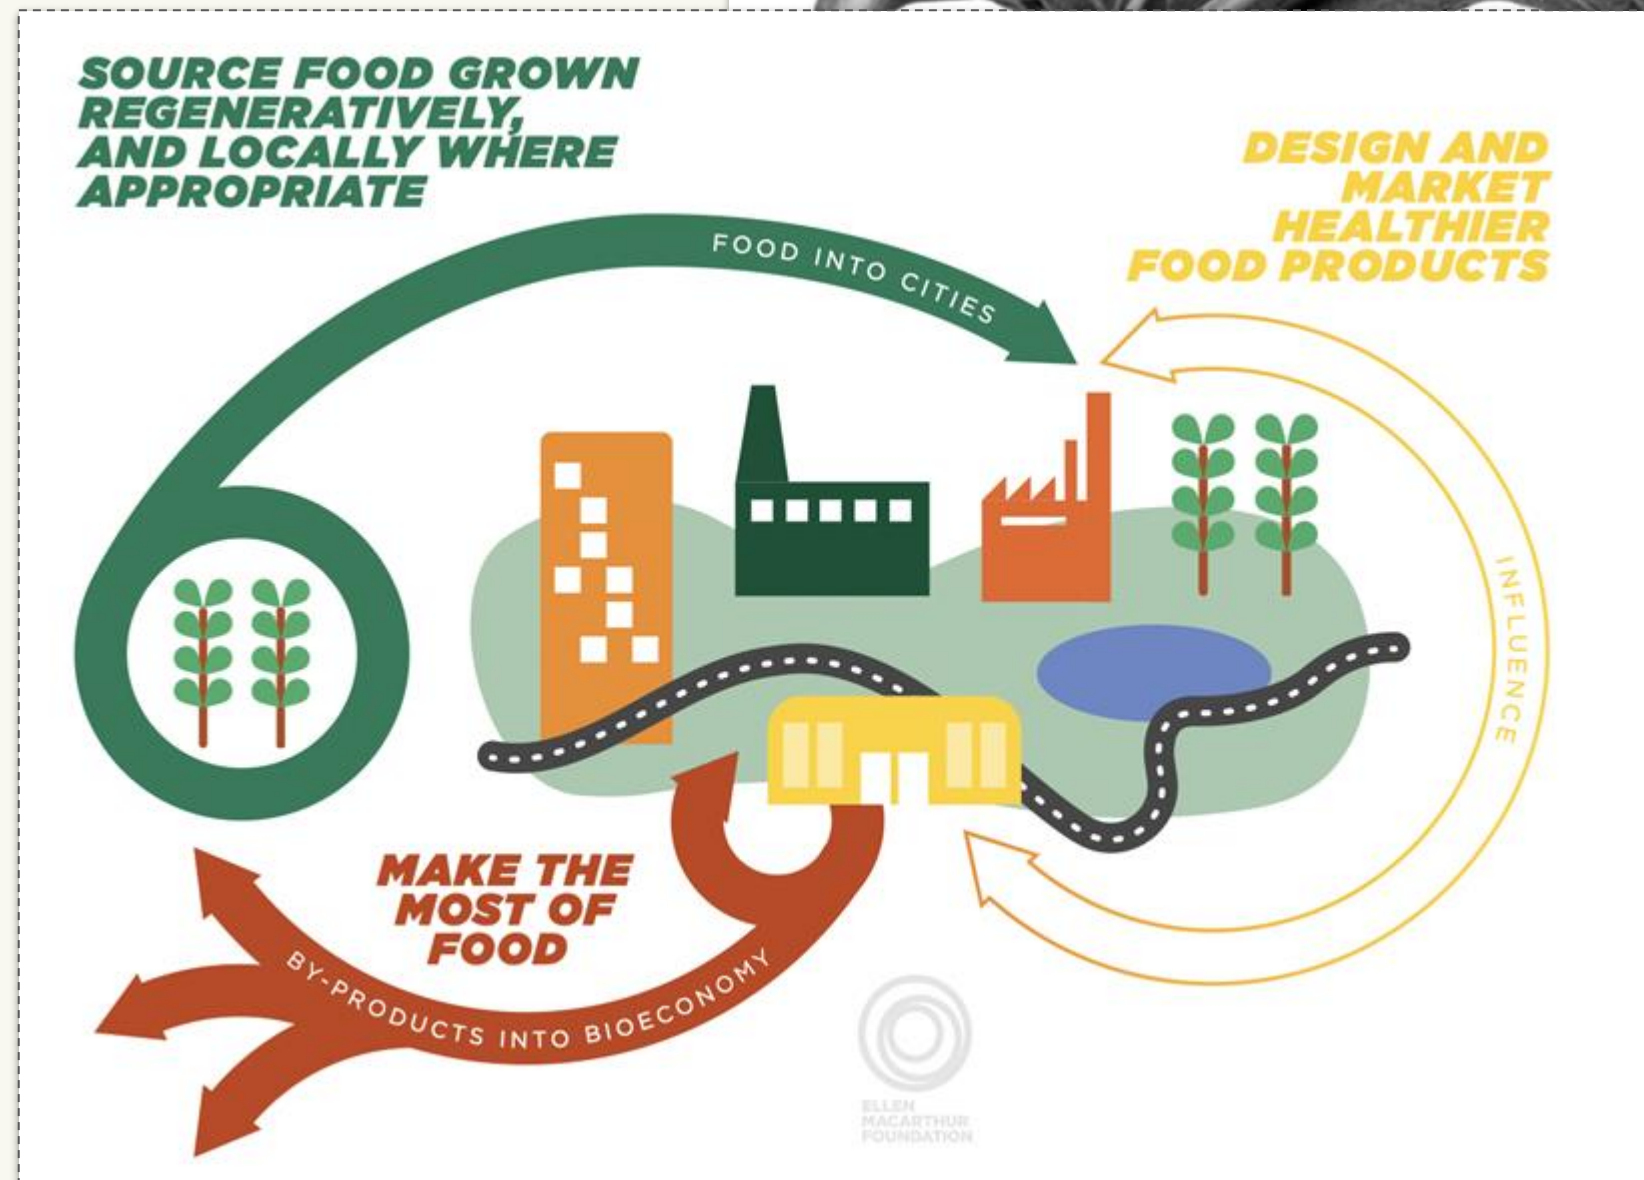 SOURCE FOOD GROWN
REGENERATIVELY,
AND LOCALLY WHERE
APPROPRIATE
DESIGN AND
MARKET
HEALTHIER
FOOD PRODUCTS
FOOD INTO CITIES
INFLUENCE
MAKE THE
MOST OF
FOOD
BY-PRODUCTS INTO BIOECONOMY
ELLEN
MACARTHUR
FOUNDATION